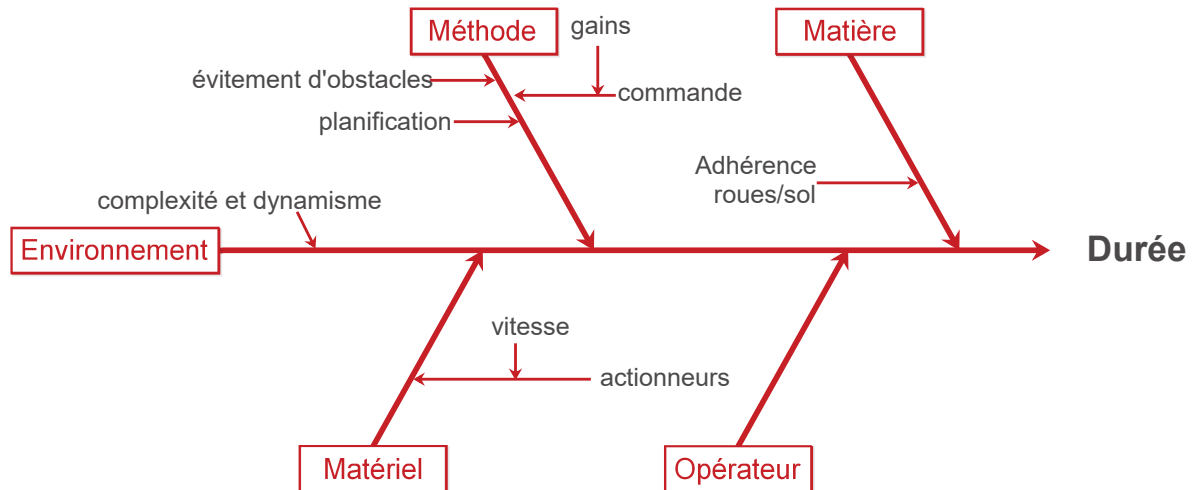 Méthode
gains
Matière
évitement d'obstacles
commande
planification
Adhérence
roues/sol
complexité et dynamisme
Environnement
Durée
vitesse
actionneurs
Matériel
Opérateur